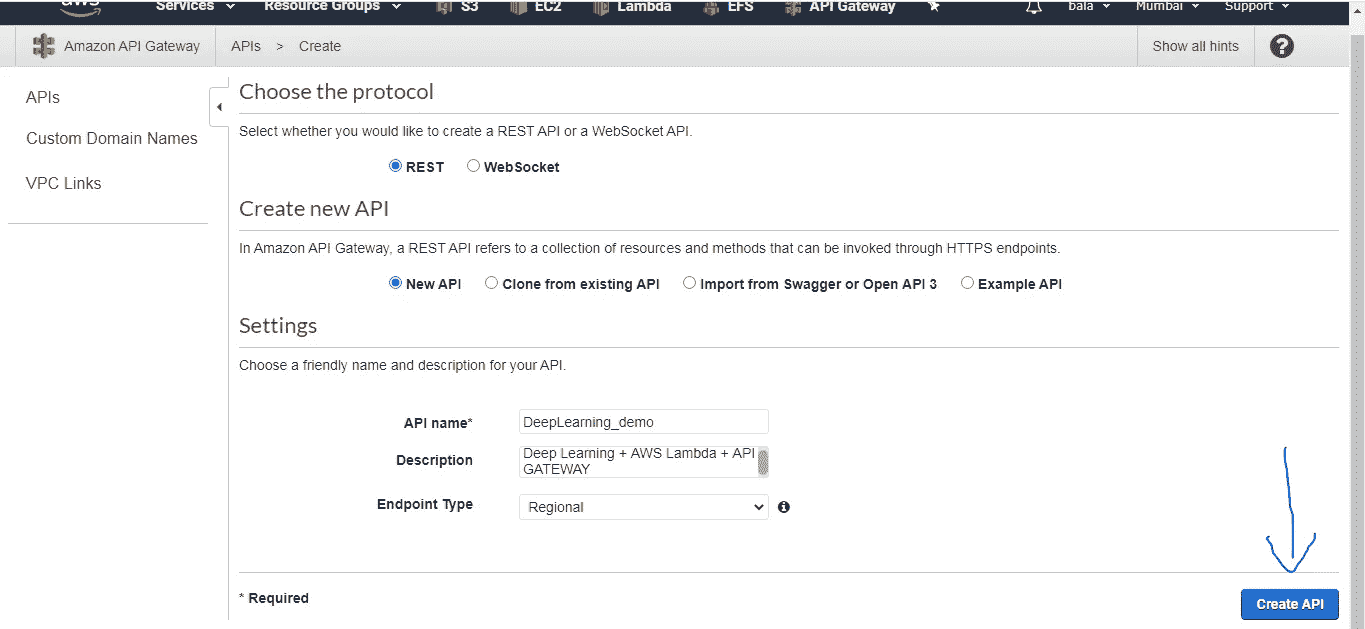 aws Services Resource Groups S3 EC2 Lambda EFS API Gateway bala Mumbai Support
Amazon API Gateway APIs > Create Show all hints ?
APIs
Custom Domain Names
VPC Links
Choose the protocol
Select whether you would like to create a REST API or a WebSocket API.
REST WebSocket
Create new API
In Amazon API Gateway, a REST API refers to a collection of resources and methods that can be invoked through HTTPS endpoints.
New API Clone from existing API Import from Swagger or Open API 3 Example API
Settings
Choose a friendly name and description for your API.
API name* DeepLearning_demo
Description Deep Learning + AWS Lambda + API
GATEWAY
Endpoint Type Regional
* Required
Create API